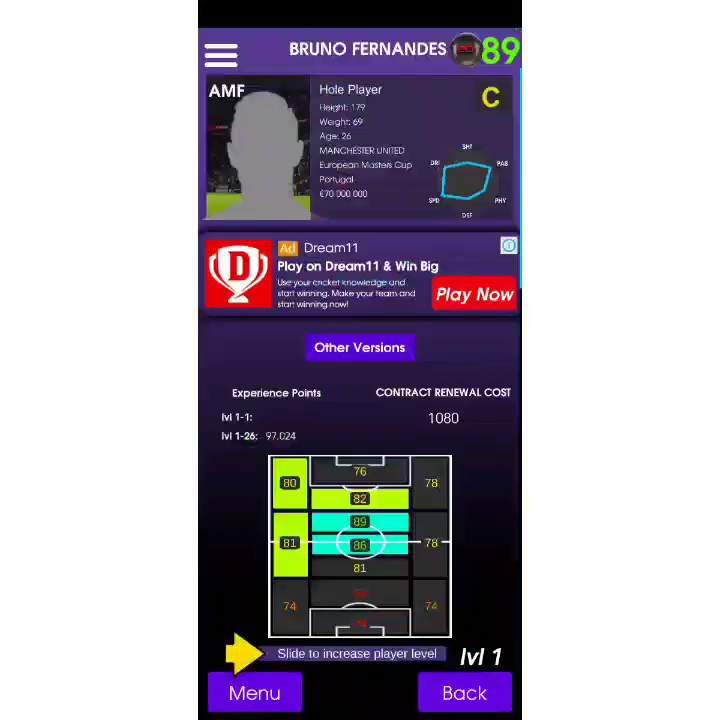 BRUNO FERNANDES
89
AMF
Hole Player
C
Height: 179
Weight: 69
Age: 26
MANCHESTER UNITED
European Masters Cup
Portugal
€70 000 000
SHT
DRI
PAS
SPD
PHY
DEF
Ad Dream11
Play on Dream11 & Win Big
Use your cricket knowledge and
start winning. Make your team and
start winning now!
Play Now
Other Versions
Experience Points
CONTRACT RENEWAL COST
lvl 1-1:
1080
lvl 1-26: 97.024
76
80
78
82
89
81
86
78
81
74
74
Slide to increase player level
lvl 1
Menu
Back